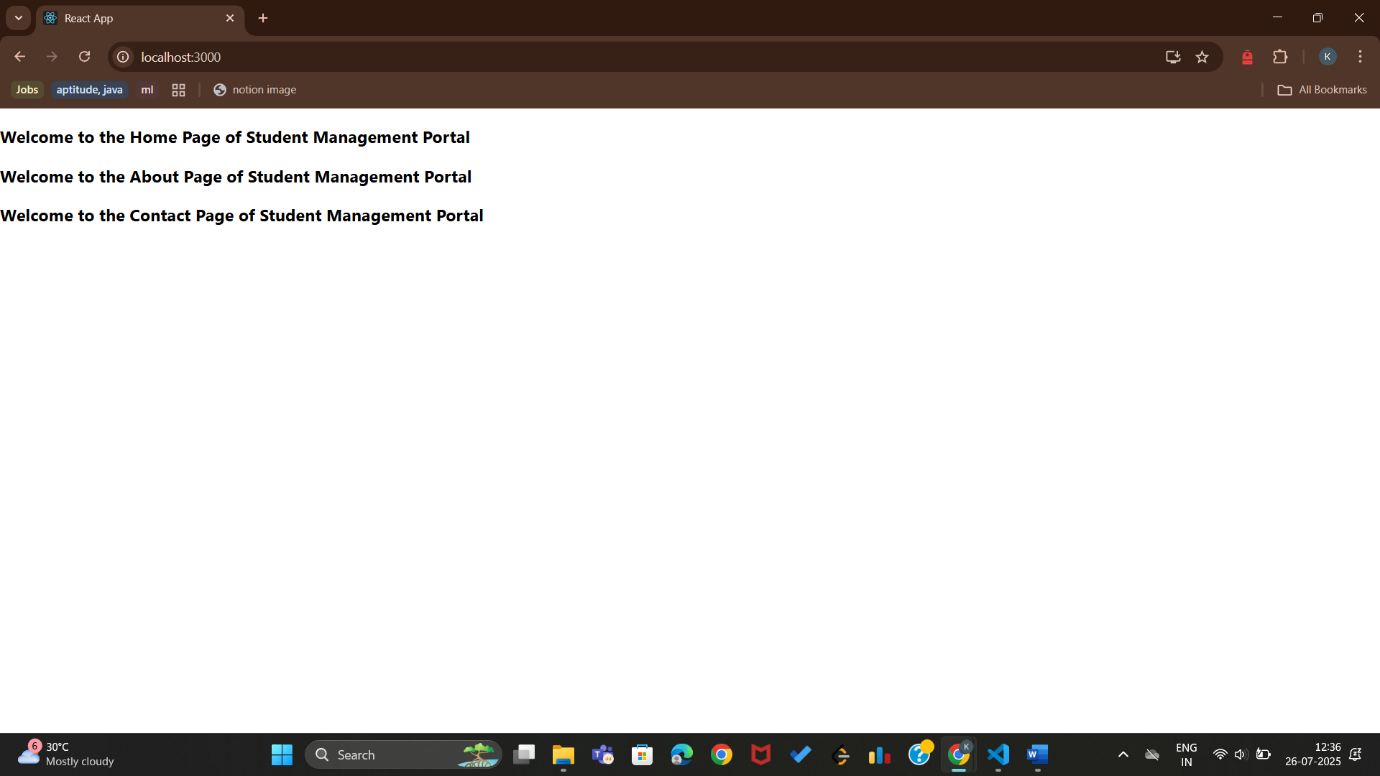 React App
localhost:3000
K
Jobs
aptitude, java
ml
notion image
All Bookmarks
Welcome to the Home Page of Student Management Portal
Welcome to the About Page of Student Management Portal
Welcome to the Contact Page of Student Management Portal
6
30°C
Mostly cloudy
Search
T
K
W
ENG
IN
12:36
26-07-2025